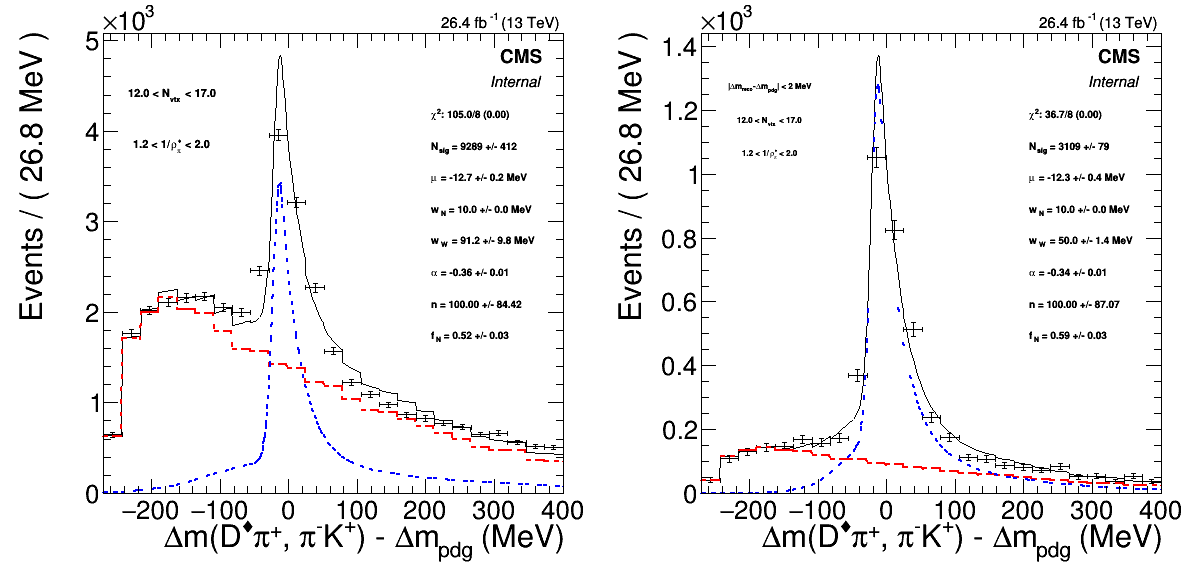 ×10³
26.4 fb⁻¹ (13 TeV)
CMS
Internal
12.0 < N_vtx < 17.0
1.2 < 1/ρ_π^♦ < 2.0
χ²: 105.0/8 (0.00)
N_sig = 9289 +/- 412
μ = -12.7 +/- 0.2 MeV
w_N = 10.0 +/- 0.0 MeV
w_W = 91.2 +/- 9.8 MeV
α = -0.36 +/- 0.01
n = 100.00 +/- 84.42
f_N = 0.52 +/- 0.03
Events / ( 26.8 MeV )
5
4
3
2
1
0
−200 −100 0 100 200 300 400
Δm(D^♦π⁺, π⁻K⁺) - Δm_pdg (MeV)
×10³
26.4 fb⁻¹ (13 TeV)
CMS
Internal
|Δm_reco-Δm_pdg| < 2 MeV
12.0 < N_vtx < 17.0
1.2 < 1/ρ_π^♦ < 2.0
χ²: 36.7/8 (0.00)
N_sig = 3109 +/- 79
μ = -12.3 +/- 0.4 MeV
w_N = 10.0 +/- 0.0 MeV
w_W = 50.0 +/- 1.4 MeV
α = -0.34 +/- 0.01
n = 100.00 +/- 87.07
f_N = 0.59 +/- 0.03
Events / ( 26.8 MeV )
1.4
1.2
1
0.8
0.6
0.4
0.2
0
−200 −100 0 100 200 300 400
Δm(D^♦π⁺, π⁻K⁺) - Δm_pdg (MeV)